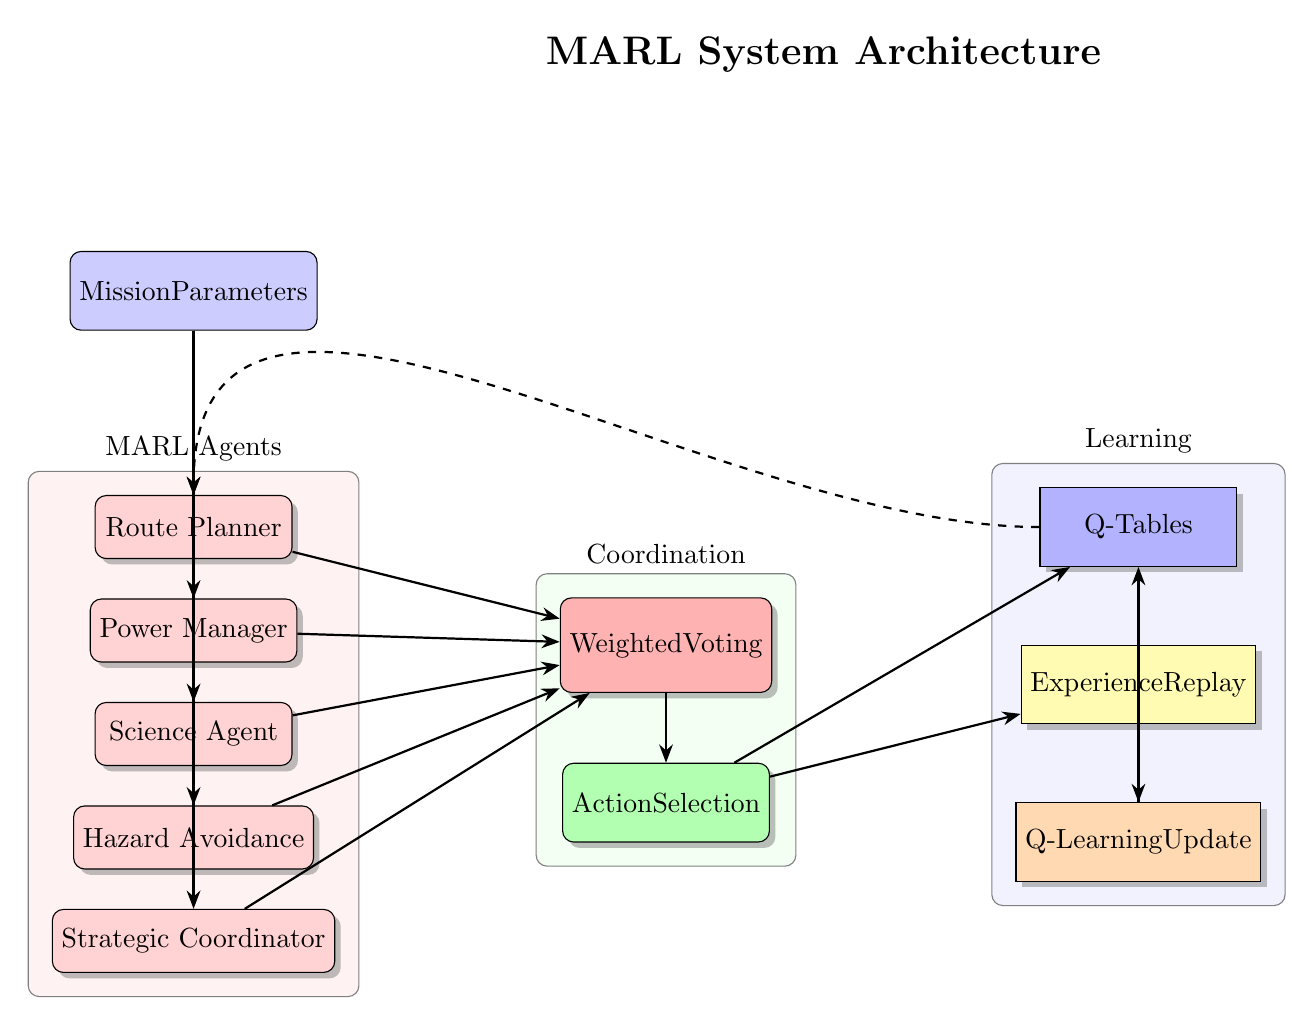 MARL System Architecture
MissionParameters
MARL Agents
Route Planner
Power Manager
Science Agent
Hazard Avoidance
Strategic Coordinator
Coordination
WeightedVoting
ActionSelection
Learning
Q-Tables
ExperienceReplay
Q-LearningUpdate